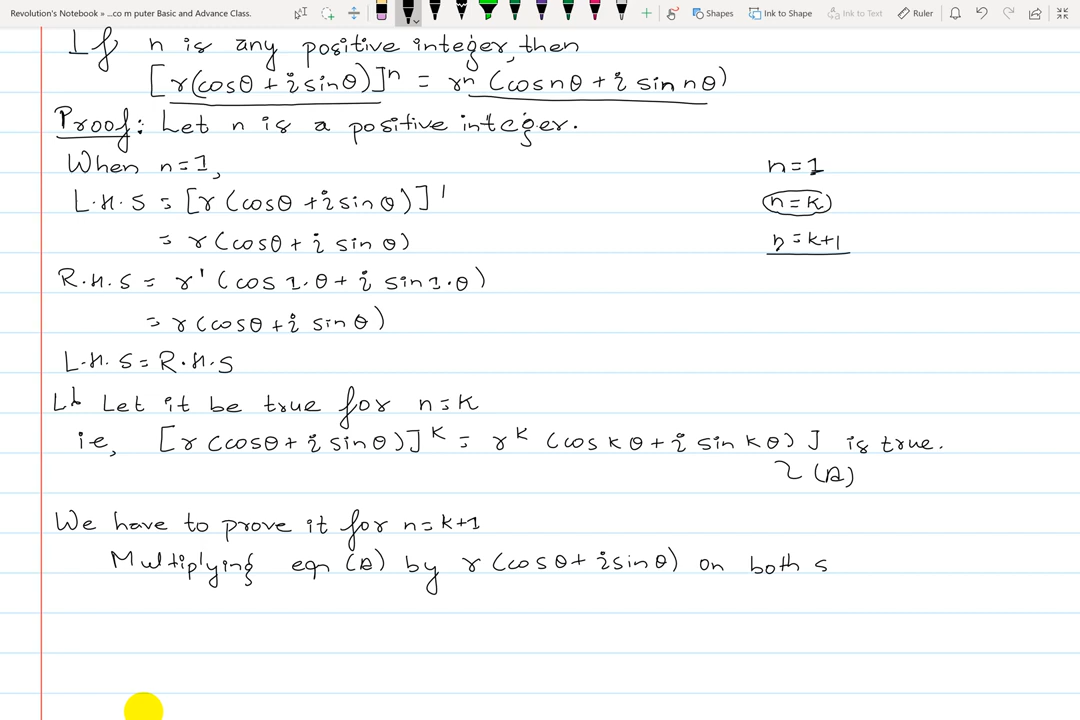 Revolution's Notebook » ...co m puter Basic and Advance Class.
Shapes Ink to Shape Ink to Text Ruler
If n is any positive integer, then
[r(cosθ + i sinθ)]ⁿ = rⁿ (cos nθ + i sin nθ)
Proof: Let n is a positive integer.
When n=1,
n=1
L.H.S = [r (cosθ + i sinθ)]¹
n=k
= r (cosθ + i sinθ)
n=k+1
R.H.S = r¹ (cos 1.θ + i sin 1.θ)
= r (cosθ + i sinθ)
L.H.S = R.H.S
Let it be true for n=k
ie, [r (cosθ + i sinθ)]ᵏ = rᵏ (cos kθ + i sin kθ)] is true.
(A)
We have to prove it for n=k+1
Multiplying eqn (A) by r (cosθ + i sinθ) on both s